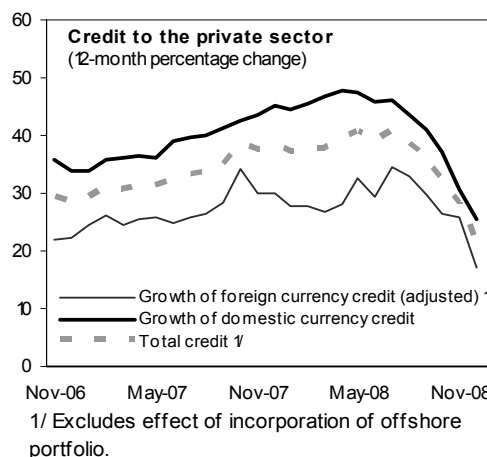 Credit to the private sector
(12-month percentage change)
60
50
40
30
20
10
0
Growth of foreign currency credit (adjusted) 1
Growth of domestic currency credit
Total credit 1/
Nov-06 May-07 Nov-07 May-08 Nov-08
1/ Excludes effect of incorporation of offshore
portfolio.